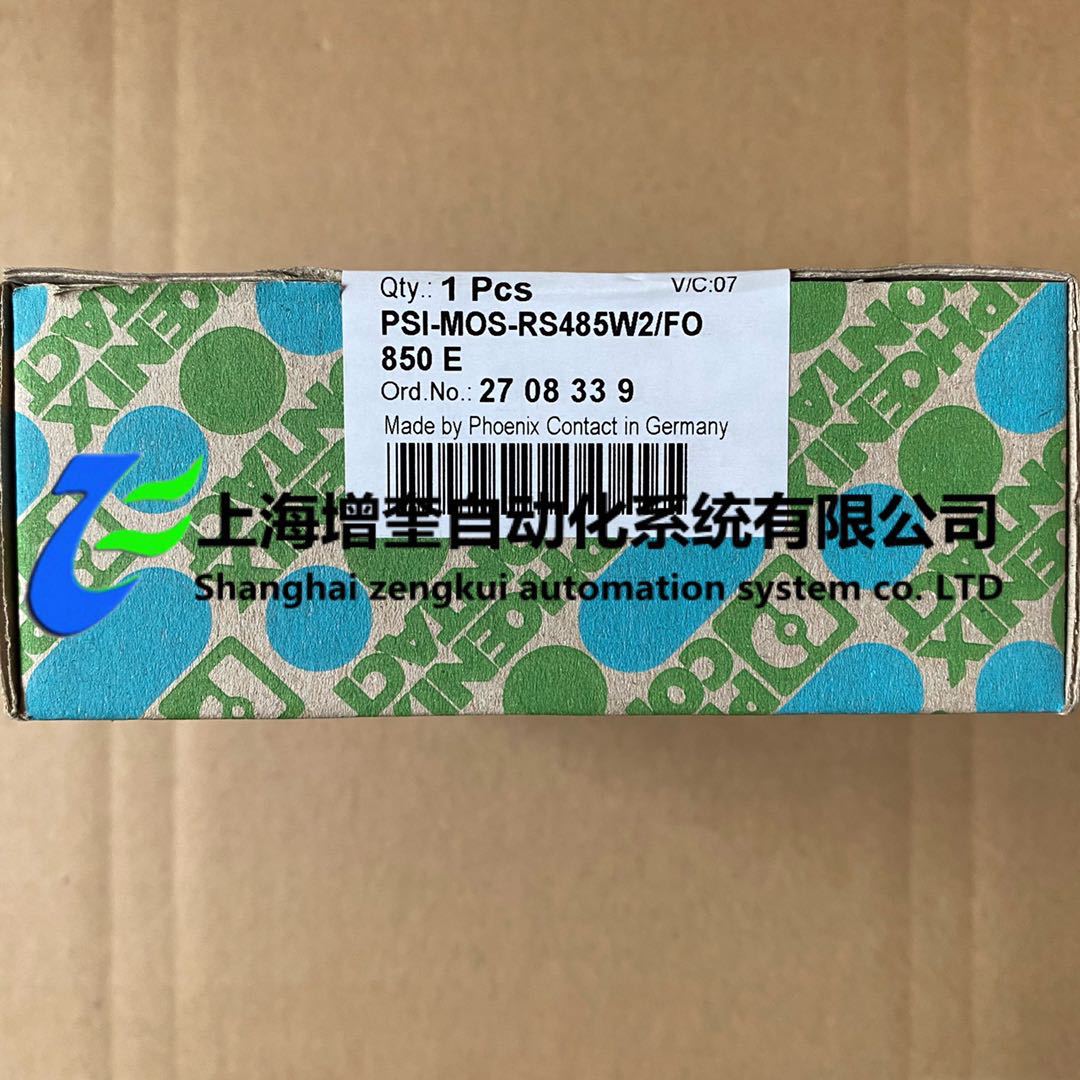 Qty.: 1 Pcs V/C:07
PSI-MOS-RS485W2/FO
850 E
Ord.No.: 27 08 33 9
Made by Phoenix Contact in Germany
上海增奎自动化系统有限公司
Shanghai zengkui automation system co. LTD
PHOENIX
CONTACT